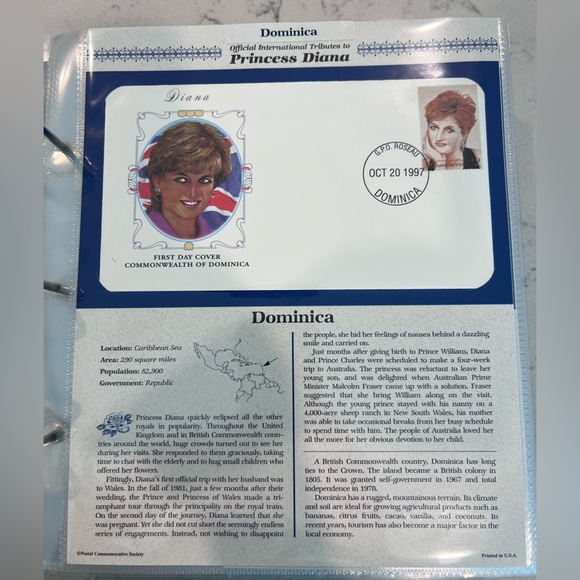 Dominica
Official International Tributes to
Princess Diana
Diana
G.P.O. ROSEAU
OCT 20 1997
DOMINICA
FIRST DAY COVER
COMMONWEALTH OF DOMINICA
Dominica
Location: Caribbean Sea
Area: 290 square miles
Population: 82,900
Government: Republic
Princess Diana quickly eclipsed all the other
royals in popularity. Throughout the United
Kingdom and in British Commonwealth coun-
tries around the world, huge crowds turned out to see her
during her visits. She responded to them graciously, taking
time to chat with the elderly and to hug small children who
offered her flowers.
Fittingly, Diana's first official trip with her husband was
to Wales. In the fall of 1981, just a few months after their
wedding, the Prince and Princess of Wales made a tri-
umphant tour through the principality on the royal train.
On the second day of the journey, Diana learned that she
was pregnant. Yet she did not cut short the seemingly endless
series of engagements. Instead, not wishing to disappoint
the people, she hid her feelings of nausea behind a dazzling
smile and carried on.
Just months after giving birth to Prince William, Diana
and Prince Charles were scheduled to make a four-week
trip to Australia. The princess was reluctant to leave her
young son, and was delighted when Australian Prime
Minister Malcolm Fraser came up with a solution. Fraser
suggested that she bring William along on the visit.
Although the young prince stayed with his nanny on a
4,000-acre sheep ranch in New South Wales, his mother
was able to take occasional breaks from her busy schedule
to spend time with him. The people of Australia loved her
all the more for her obvious devotion to her child.
A British Commonwealth country, Dominica has long
ties to the Crown. The island became a British colony in
1805. It was granted self-government in 1967 and total
independence in 1978.
Dominica has a rugged, mountainous terrain. Its climate
and soil are ideal for growing agricultural products such as
bananas, citrus fruits, cacao, vanilla, and coconuts. In
recent years, tourism has also become a major factor in the
local economy.
©Postal Commemorative Society
Printed in U.S.A.